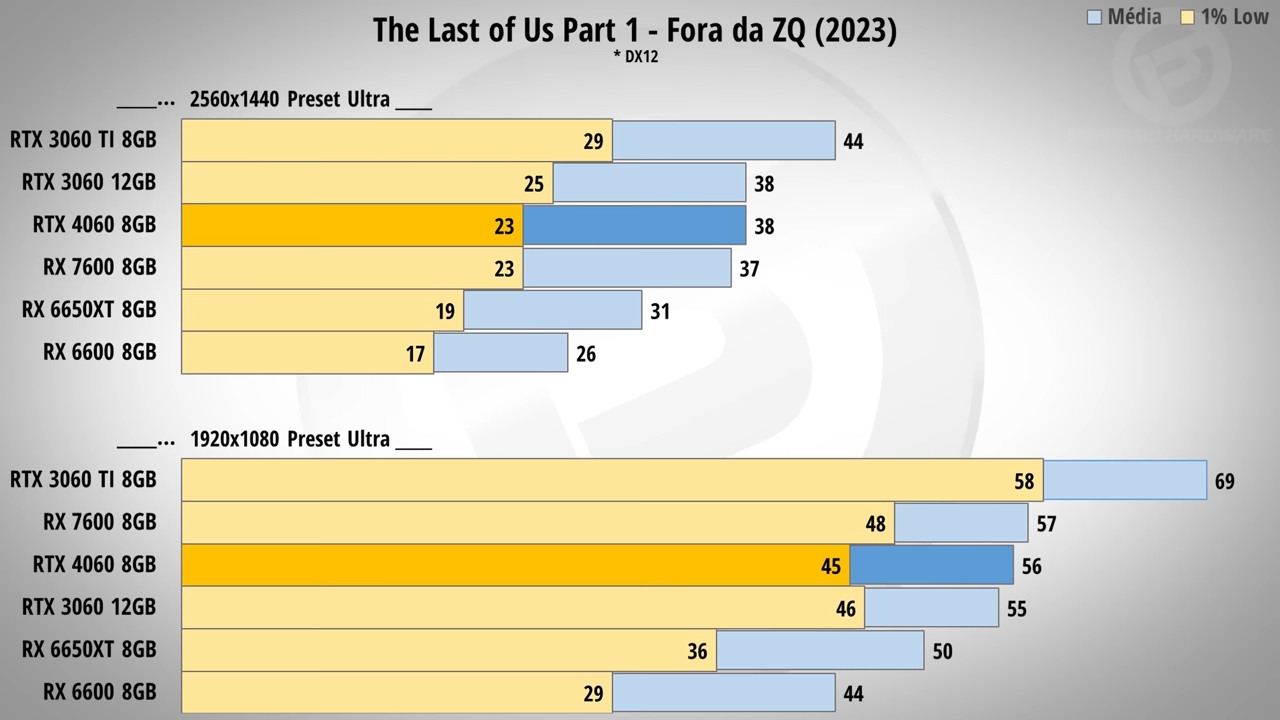 The Last of Us Part 1 - Fora da ZQ (2023)
* DX12
Média 1% Low
____... 2560x1440 Preset Ultra ____
RTX 3060 TI 8GB 29 44
RTX 3060 12GB 25 38
RTX 4060 8GB 23 38
RX 7600 8GB 23 37
RX 6650XT 8GB 19 31
RX 6600 8GB 17 26
____... 1920x1080 Preset Ultra ____
RTX 3060 TI 8GB 58 69
RX 7600 8GB 48 57
RTX 4060 8GB 45 56
RTX 3060 12GB 46 55
RX 6650XT 8GB 36 50
RX 6600 8GB 29 44